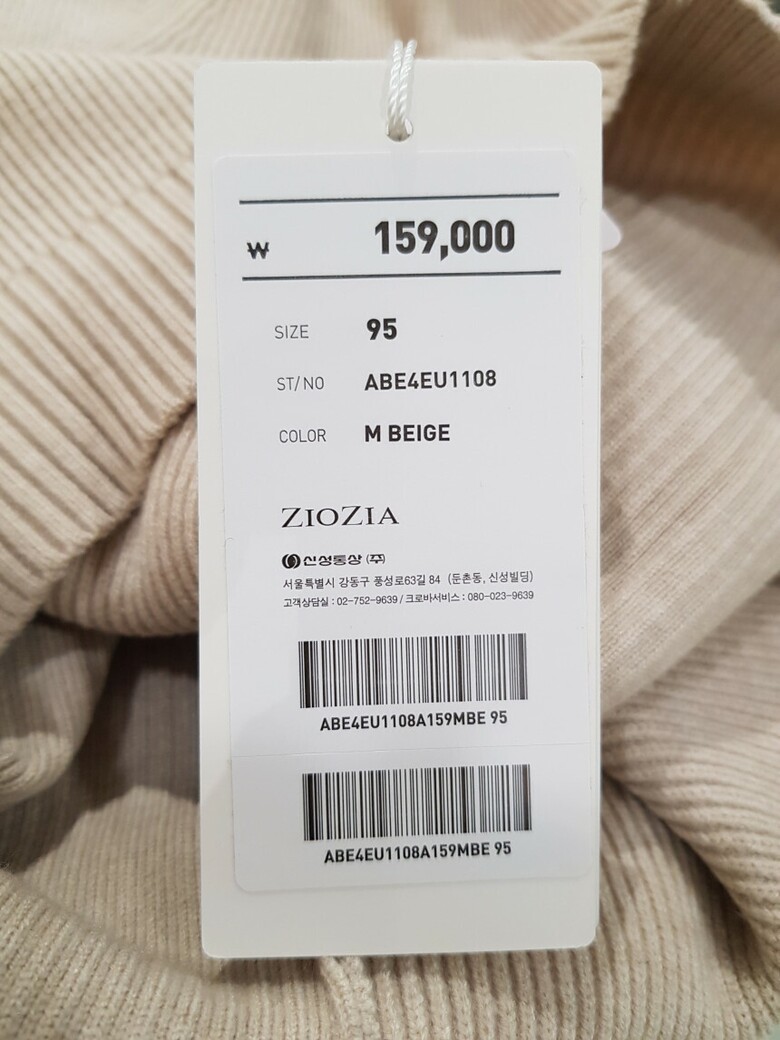 ₩ 159,000
SIZE 95
ST/NO ABE4EU1108
COLOR M BEIGE
ZIOZIA
신성통상 (주)
서울특별시 강동구 풍성로63길 84 (둔촌동, 신성빌딩)
고객상담실 : 02-752-9639 / 크로바서비스 : 080-023-9639
ABE4EU1108A159MBE 95
ABE4EU1108A159MBE 95